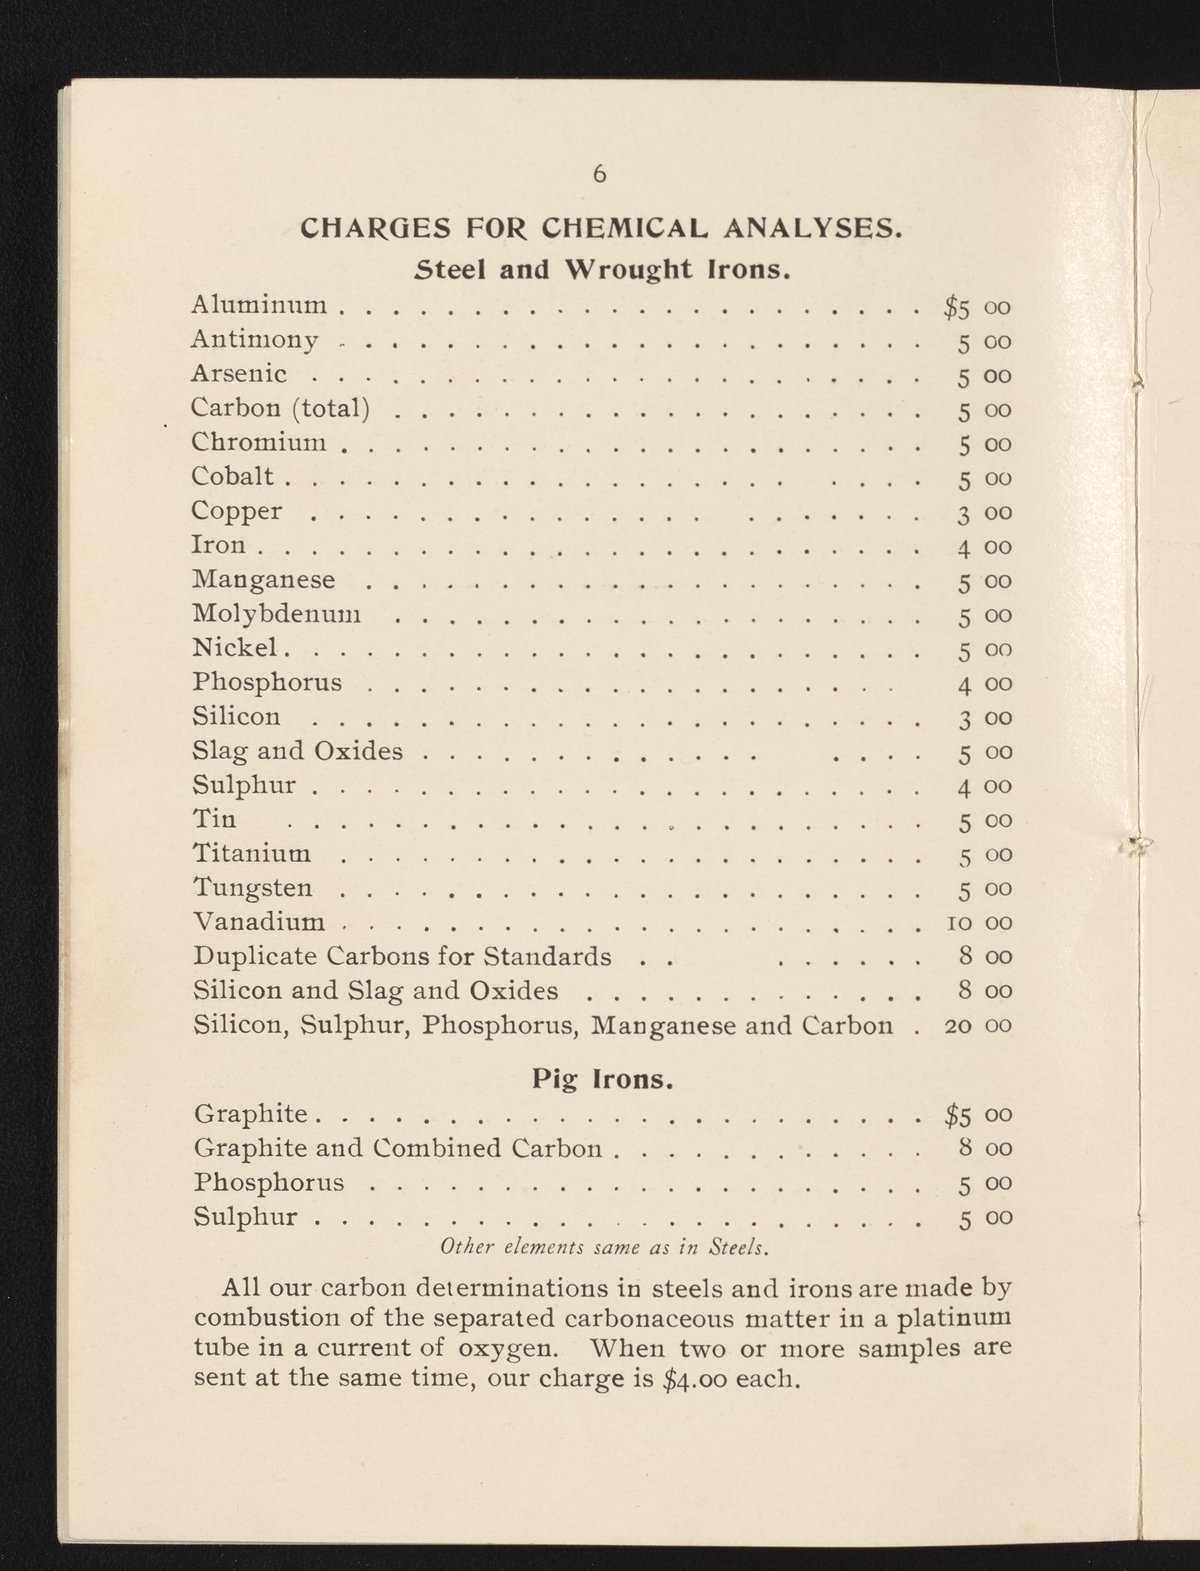 6
CHARGES FOR CHEMICAL ANALYSES.
Steel and Wrought Irons.
Aluminum . . . . . . . . . . . . . . . . . . . . . . $5 00
Antimony . . . . . . . . . . . . . . . . . . . . . . 5 00
Arsenic . . . . . . . . . . . . . . . . . . . . . . . 5 00
Carbon (total) . . . . . . . . . . . . . . . . . . . . 5 00
Chromium . . . . . . . . . . . . . . . . . . . . . . 5 00
Cobalt . . . . . . . . . . . . . . . . . . . . . . . 5 00
Copper . . . . . . . . . . . . . . . . . . . . . . 3 00
Iron . . . . . . . . . . . . . . . . . . . . . . . . . 4 00
Manganese . . . . . . . . . . . . . . . . . . . . . 5 00
Molybdenum . . . . . . . . . . . . . . . . . . . . 5 00
Nickel . . . . . . . . . . . . . . . . . . . . . . . . 5 00
Phosphorus . . . . . . . . . . . . . . . . . . . . 4 00
Silicon . . . . . . . . . . . . . . . . . . . . . . . 3 00
Slag and Oxides . . . . . . . . . . . . . . . . . 5 00
Sulphur . . . . . . . . . . . . . . . . . . . . . . . 4 00
Tin . . . . . . . . . . . . . . . . . . . . . . . . 5 00
Titanium . . . . . . . . . . . . . . . . . . . . . . 5 00
Tungsten . . . . . . . . . . . . . . . . . . . . . . 5 00
Vanadium . . . . . . . . . . . . . . . . . . . . . . 10 00
Duplicate Carbons for Standards . . . . . . . . 8 00
Silicon and Slag and Oxides . . . . . . . . . . . . . 8 00
Silicon, Sulphur, Phosphorus, Manganese and Carbon . 20 00
Pig Irons.
Graphite . . . . . . . . . . . . . . . . . . . . . . . $5 00
Graphite and Combined Carbon . . . . . . . . . . . . 8 00
Phosphorus . . . . . . . . . . . . . . . . . . . . . 5 00
Sulphur . . . . . . . . . . . . . . . . . . . . . . . 5 00
Other elements same as in Steels.
All our carbon determinations in steels and irons are made by
combustion of the separated carbonaceous matter in a platinum
tube in a current of oxygen. When two or more samples are
sent at the same time, our charge is $4.00 each.